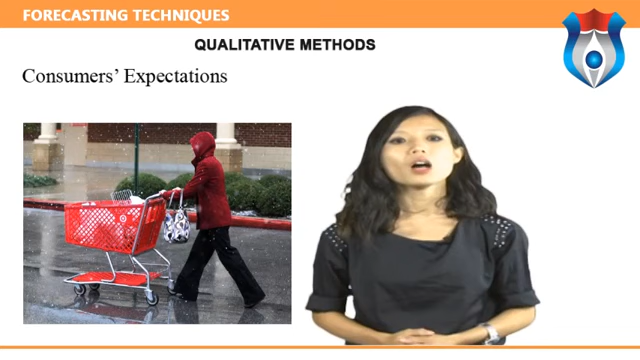 FORECASTING TECHNIQUES
QUALITATIVE METHODS
Consumers’ Expectations